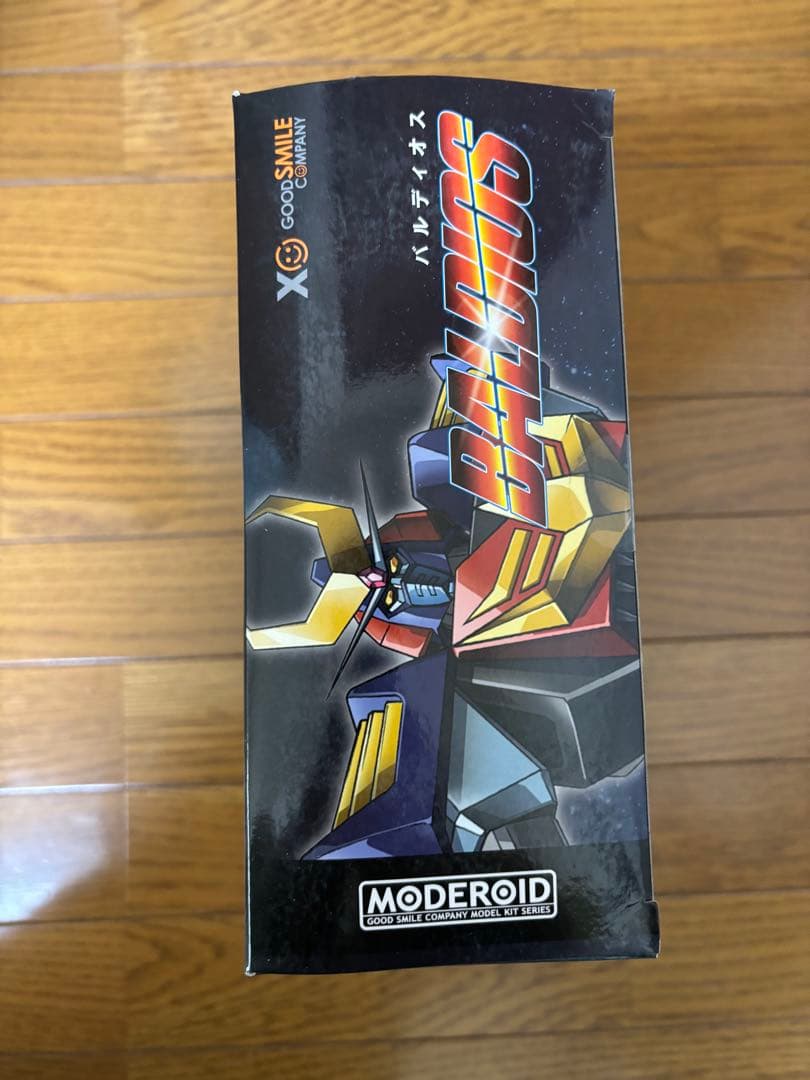 GOOD SMILE
COMPANY
バルディオス
BALDIOS
MODEROID
GOOD SMILE COMPANY MODEL KIT SERIES